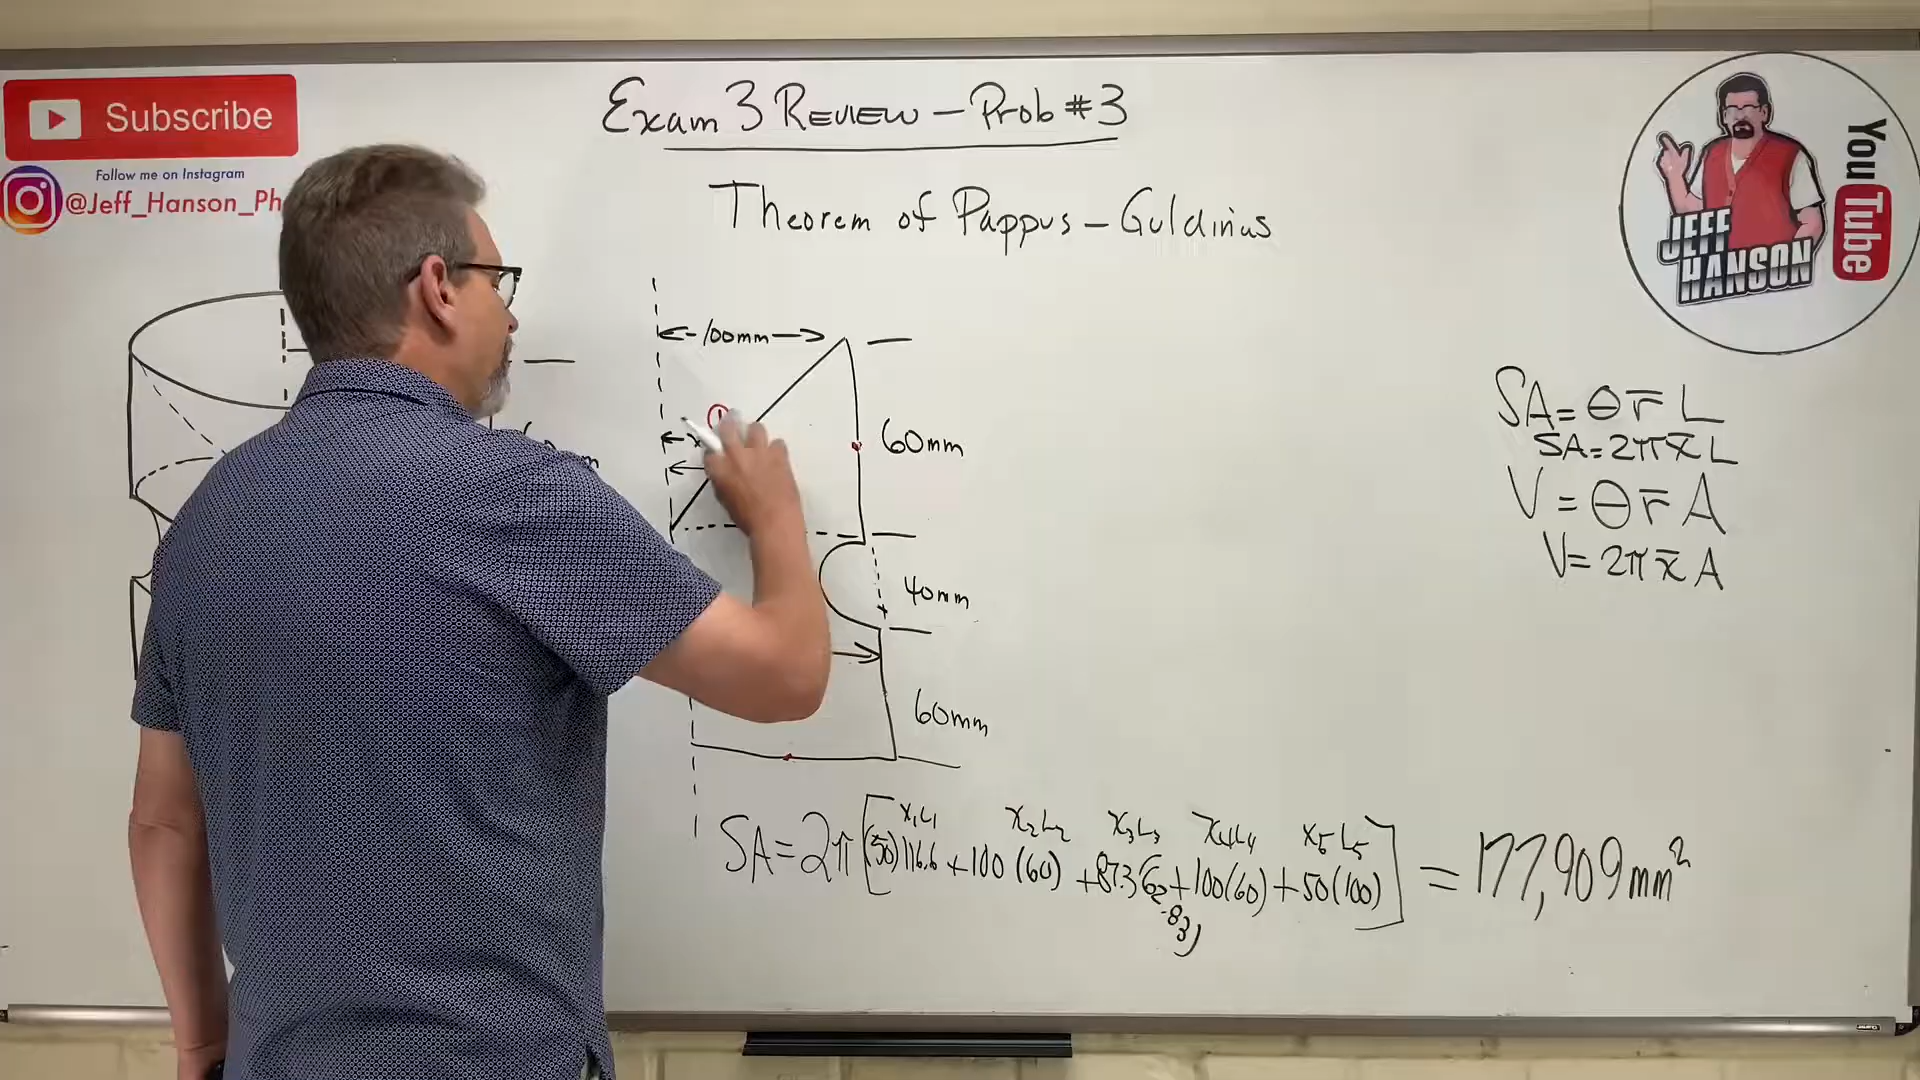 Subscribe
Follow me on Instagram
@Jeff_Hanson_Ph
Exam 3 REVIEW – Prob #3
Theorem of Pappus – Guldinus
YouTube
JEFF
HANSON
100mm
①
60mm
40mm
60mm
SA = θ r̄ L
SA = 2π x̄ L
V = θ r̄ A
V = 2π x̄ A
x₁L₁ x₂L₂ x₃L₃ x₄L₄ x₅L₅
SA = 2π[(50)116.6 + 100(60) + 87.3(62.83) + 100(60) + 50(100)] = 177,909 mm²